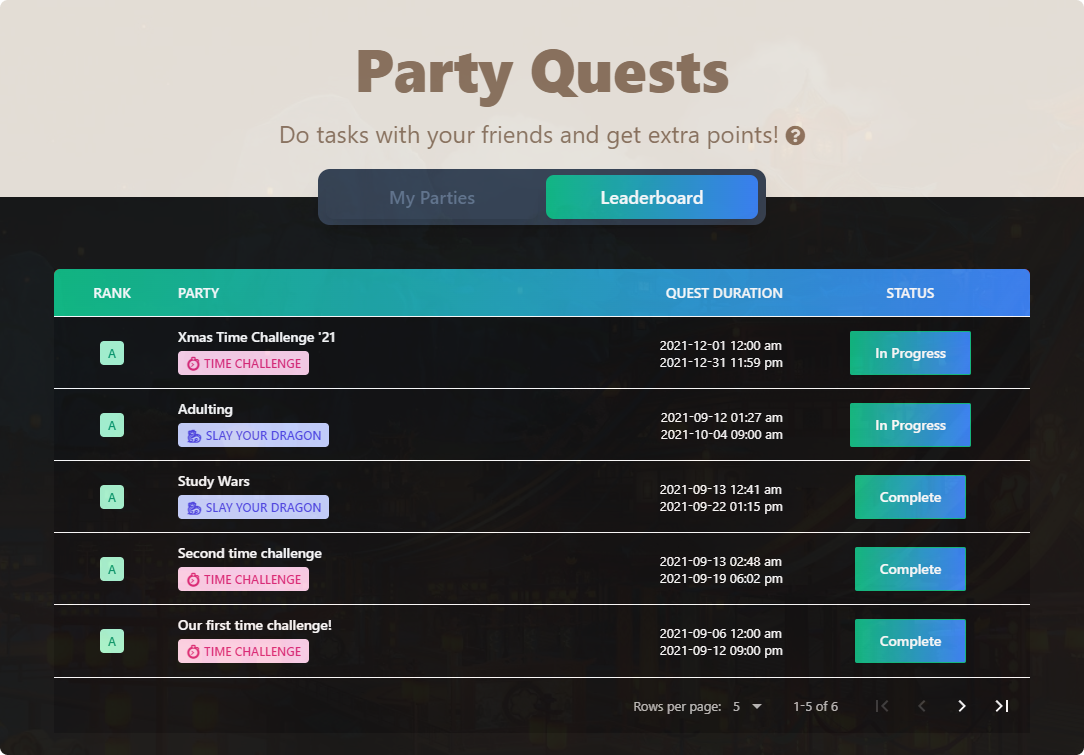 Party Quests
Do tasks with your friends and get extra points! ?
My Parties Leaderboard
RANK PARTY QUEST DURATION STATUS
Xmas Time Challenge '21
A TIME CHALLENGE
2021-12-01 12:00 am
2021-12-31 11:59 pm
In Progress
Adulting
A SLAY YOUR DRAGON
2021-09-12 01:27 am
2021-10-04 09:00 am
In Progress
Study Wars
A SLAY YOUR DRAGON
2021-09-13 12:41 am
2021-09-22 01:15 pm
Complete
Second time challenge
A TIME CHALLENGE
2021-09-13 02:48 am
2021-09-19 06:02 pm
Complete
Our first time challenge!
A TIME CHALLENGE
2021-09-06 12:00 am
2021-09-12 09:00 pm
Complete
Rows per page: 5 1-5 of 6